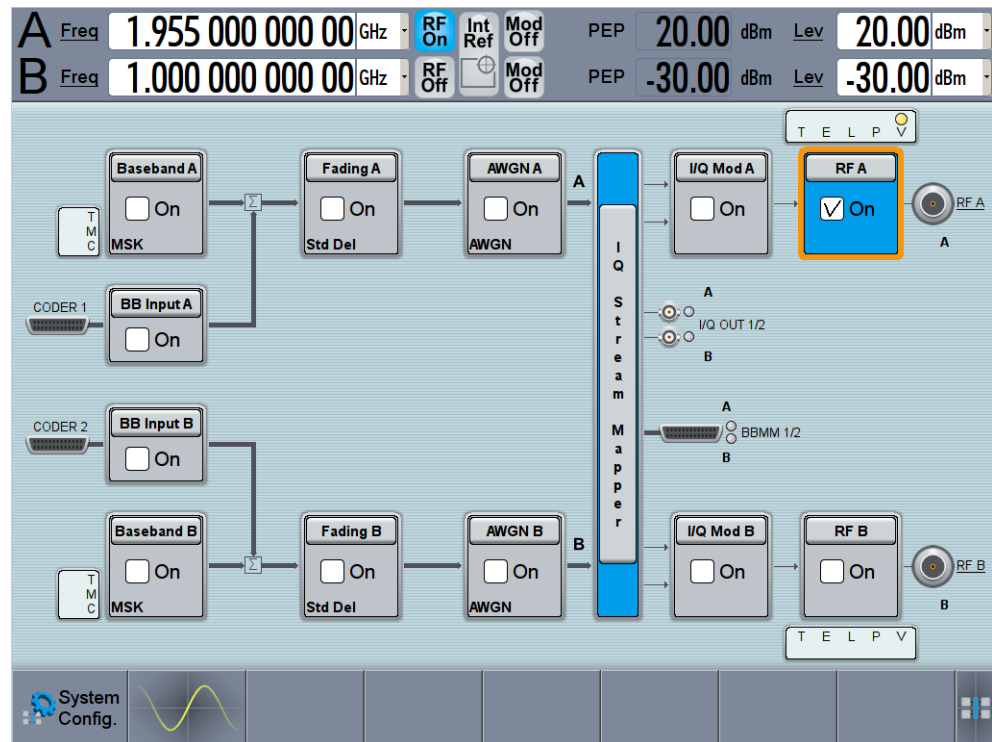 A Freq 1.955 000 000 00 GHz RF On Int Ref Mod Off PEP 20.00 dBm Lev 20.00 dBm
B Freq 1.000 000 000 00 GHz RF Off Mod Off PEP -30.00 dBm Lev -30.00 dBm
T E L P V
Baseband A
On
MSK
T
M
C
Fading A
On
Std Del
AWGN A
On
AWGN
A
I/Q Mod A
On
RF A
On
RF A
A
CODER 1
BB Input A
On
I Q Stream Mapper
A
I/Q OUT 1/2
B
CODER 2
BB Input B
On
A
BBMM 1/2
B
Baseband B
On
MSK
T
M
C
Fading B
On
Std Del
AWGN B
On
AWGN
B
I/Q Mod B
On
RF B
On
RF B
B
T E L P V
System
Config.